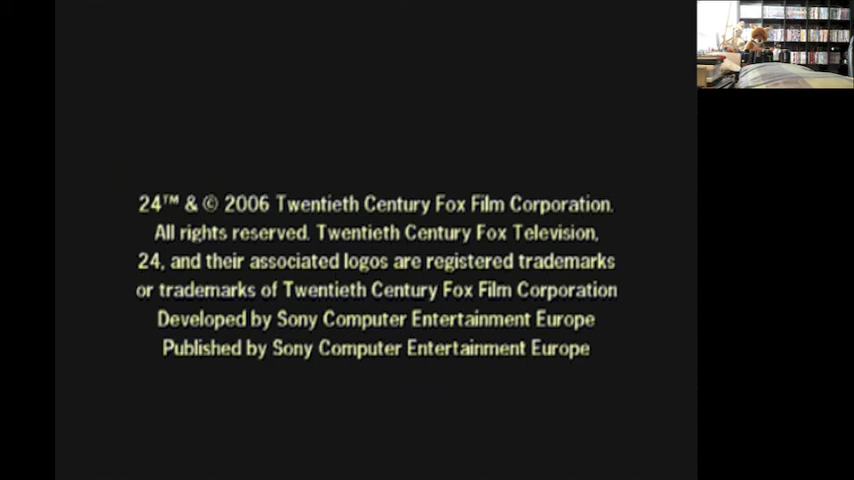 24™ & © 2006 Twentieth Century Fox Film Corporation.
All rights reserved. Twentieth Century Fox Television,
24, and their associated logos are registered trademarks
or trademarks of Twentieth Century Fox Film Corporation
Developed by Sony Computer Entertainment Europe
Published by Sony Computer Entertainment Europe